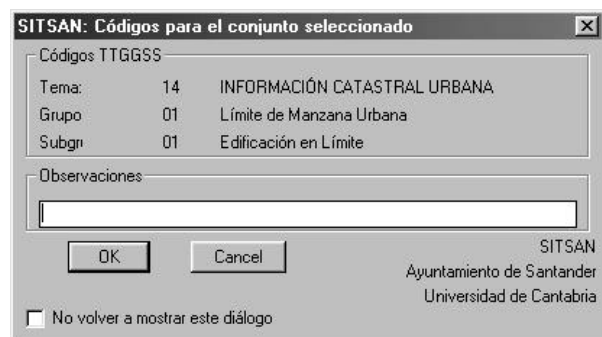 SITSAN: Códigos para el conjunto seleccionado
Códigos TTGGSS
Tema: 14 INFORMACIÓN CATASTRAL URBANA
Grupo 01 Límite de Manzana Urbana
Subgrı 01 Edificación en Límite
Observaciones
OK Cancel
SITSAN
Ayuntamiento de Santander
Universidad de Cantabria
No volver a mostrar este diálogo